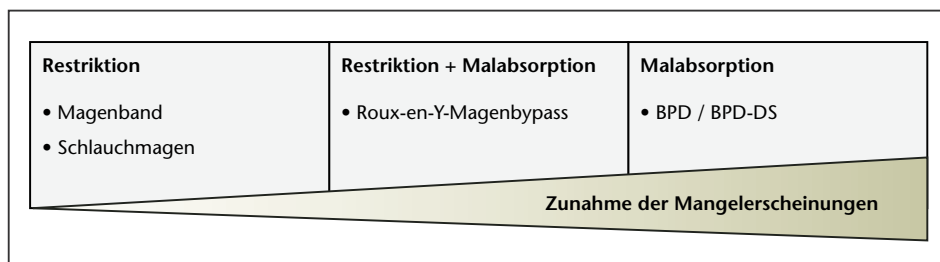 Restriktion
• Magenband
• Schlauchmagen
Restriktion + Malabsorption
• Roux-en-Y-Magenbypass
Malabsorption
• BPD / BPD-DS
Zunahme der Mangelerscheinungen